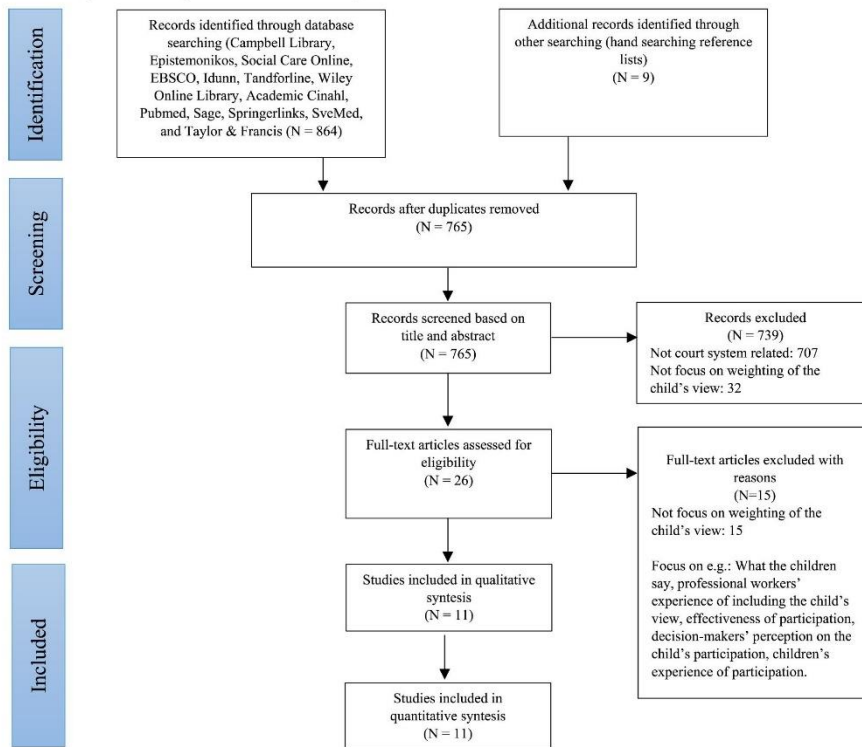 Identification
Records identified through database
searching (Campbell Library,
Epistemonikos, Social Care Online,
EBSCO, Idunn, Tandforline, Wiley
Online Library, Academic Cinahl,
Pubmed, Sage, Springerlinks, SveMed,
and Taylor & Francis (N = 864)
Additional records identified through
other searching (hand searching reference
lists)
(N = 9)
Screening
Records after duplicates removed
(N = 765)
Records screened based on
title and abstract
(N = 765)
Records excluded
(N = 739)
Not court system related: 707
Not focus on weighting of the
child's view: 32
Eligibility
Full-text articles assessed for
eligibility
(N = 26)
Full-text articles excluded with
reasons
(N=15)
Not focus on weighting of the
child's view: 15
Focus on e.g.: What the children
say, professional workers'
experience of including the child's
view, effectiveness of participation,
decision-makers' perception on the
child's participation, children's
experience of participation.
Included
Studies included in qualitative
syntesis
(N = 11)
Studies included in
quantitative syntesis
(N = 11)